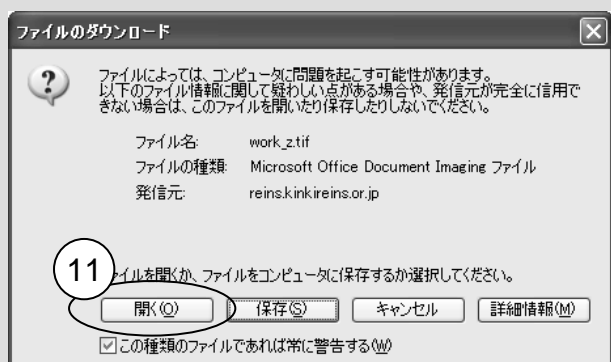 ファイルのダウンロード
ファイルによっては、コンピュータに問題を起こす可能性があります。
以下のファイル情報に関して疑わしい点がある場合や、発信元が完全に信用で
きない場合は、このファイルを開いたり保存したりしないでください。
ファイル名: work_z.tif
ファイルの種類: Microsoft Office Document Imaging ファイル
発信元: reins.kinkireins.or.jp
11
ファイルを開くか、ファイルをコンピュータに保存するか選択してください。
開く(O) 保存(S) キャンセル 詳細情報(M)
この種類のファイルであれば常に警告する(W)